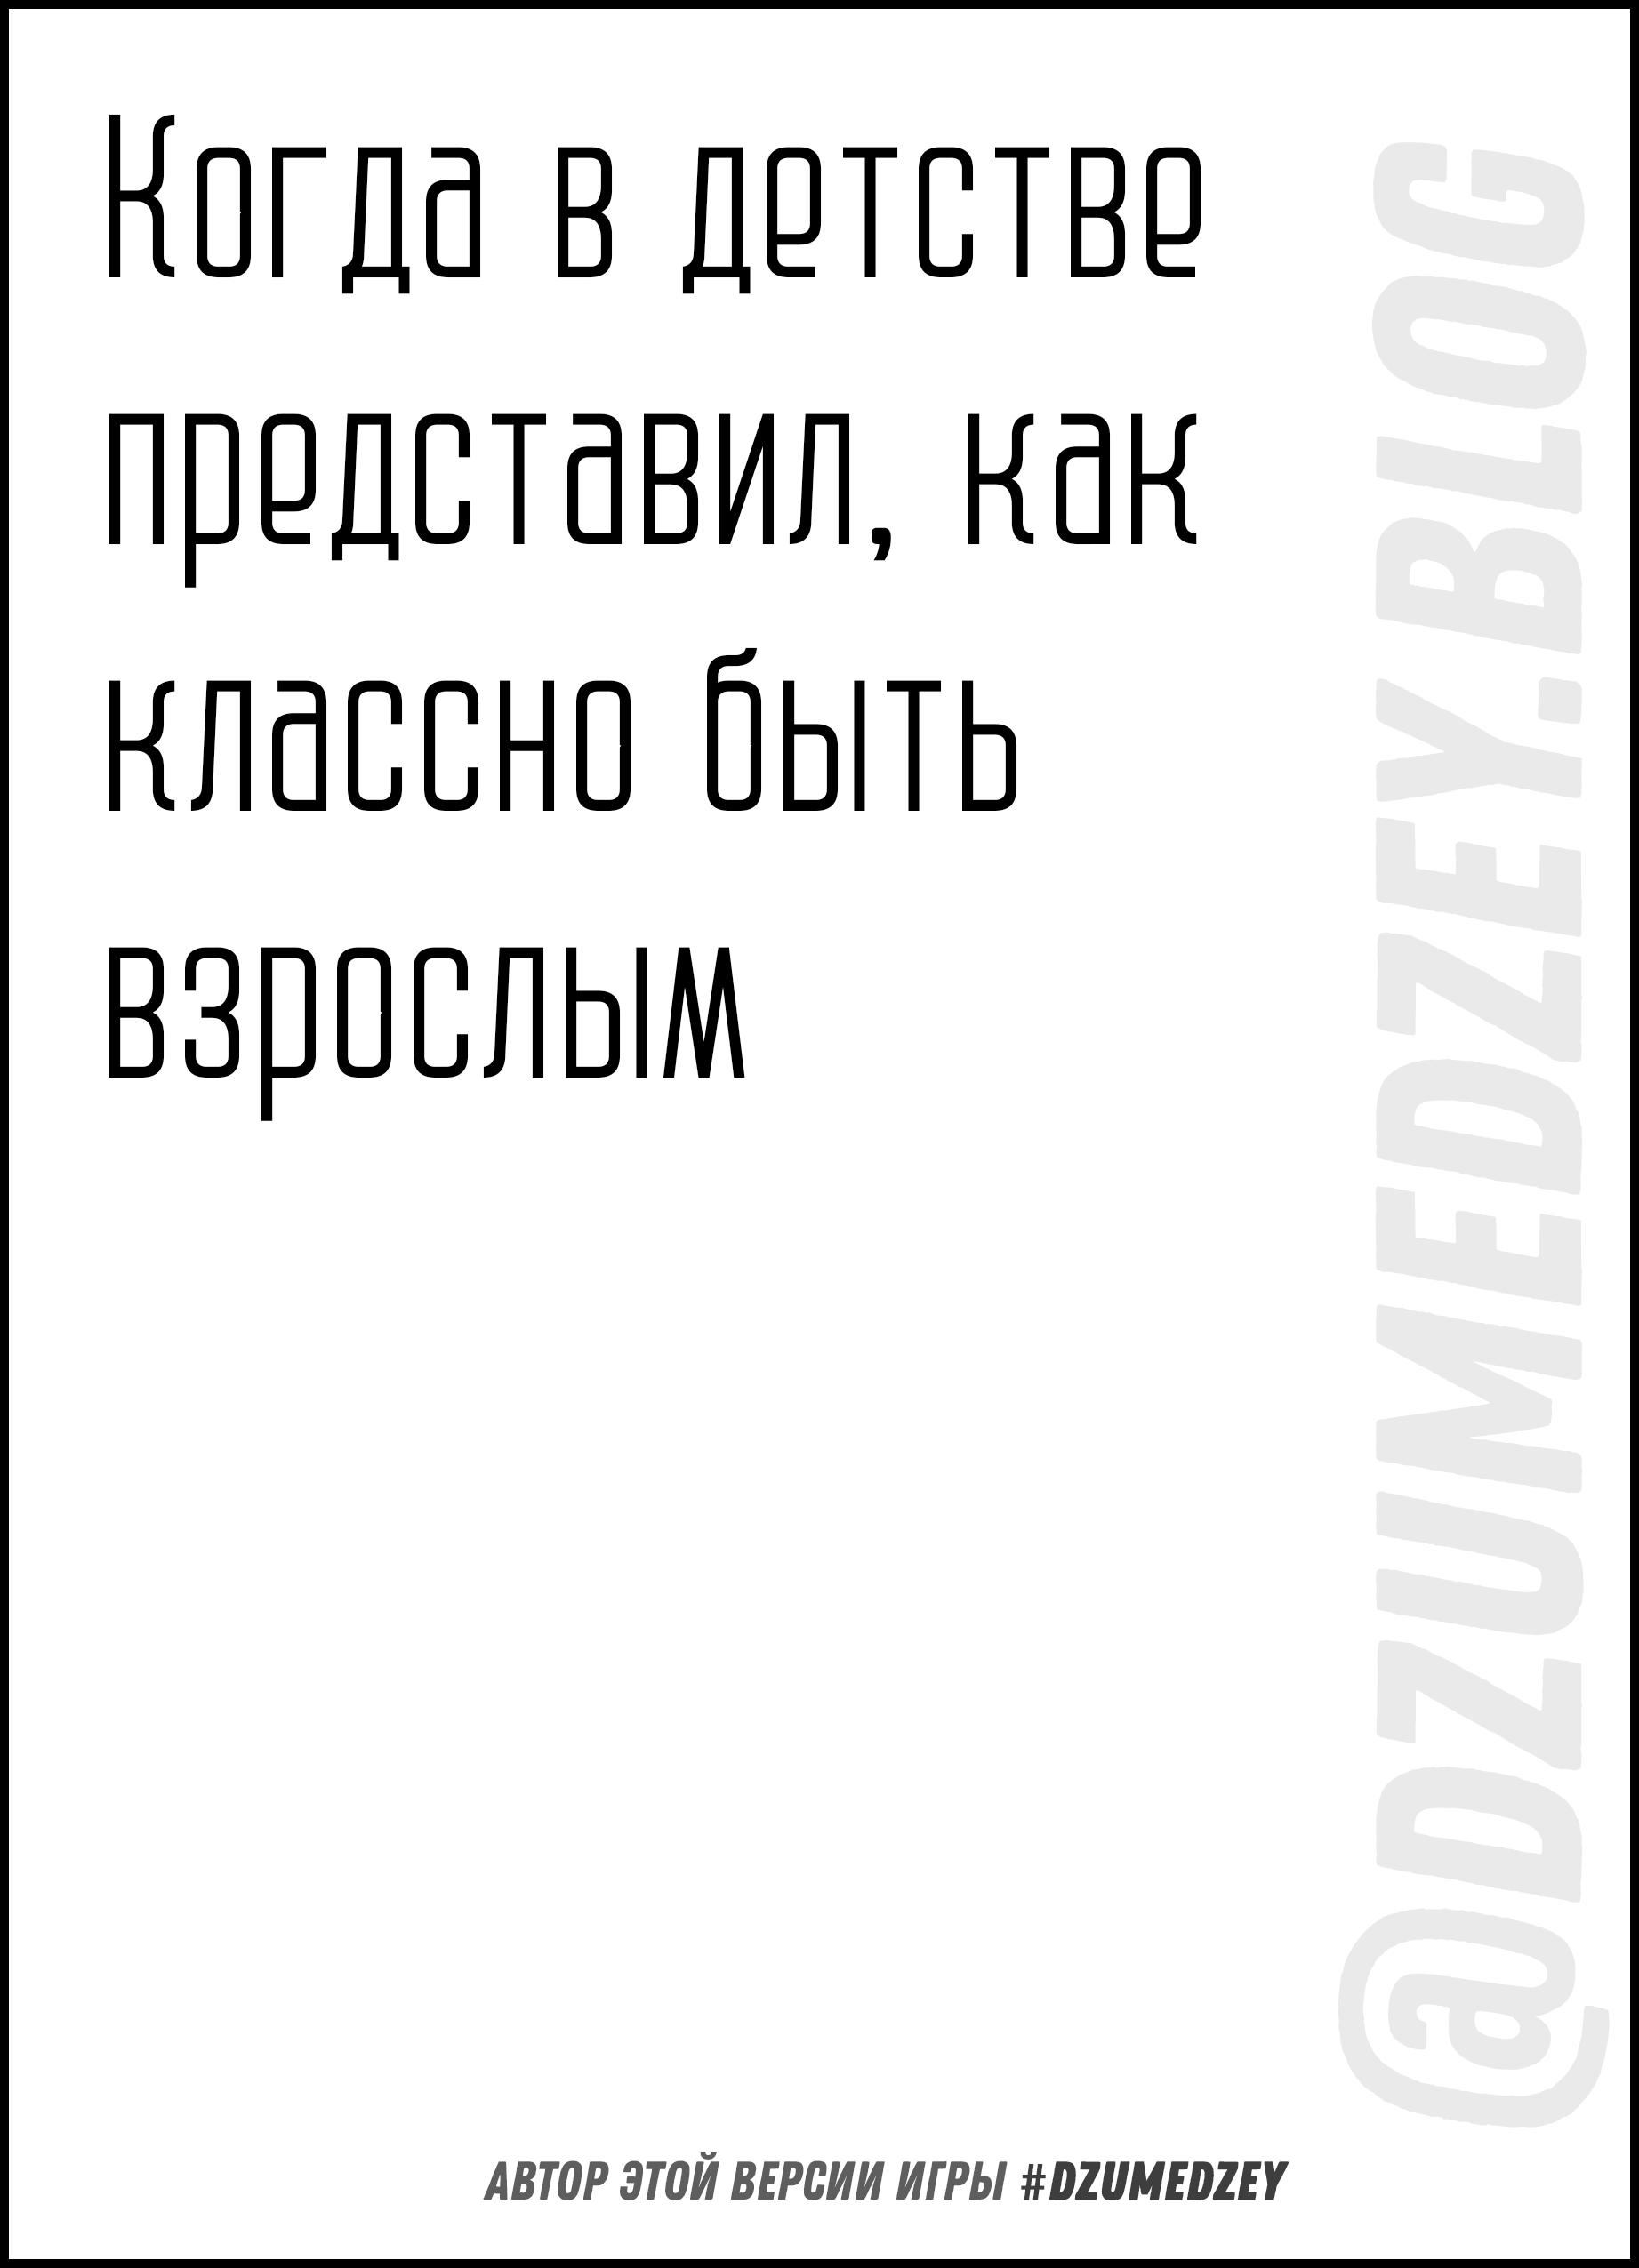 Когда в детстве
представил, как
классно быть
взрослым
@DZUMEDZEY.BLOG
АВТОР ЭТОЙ ВЕРСИИ ИГРЫ #DZUMEDZEY